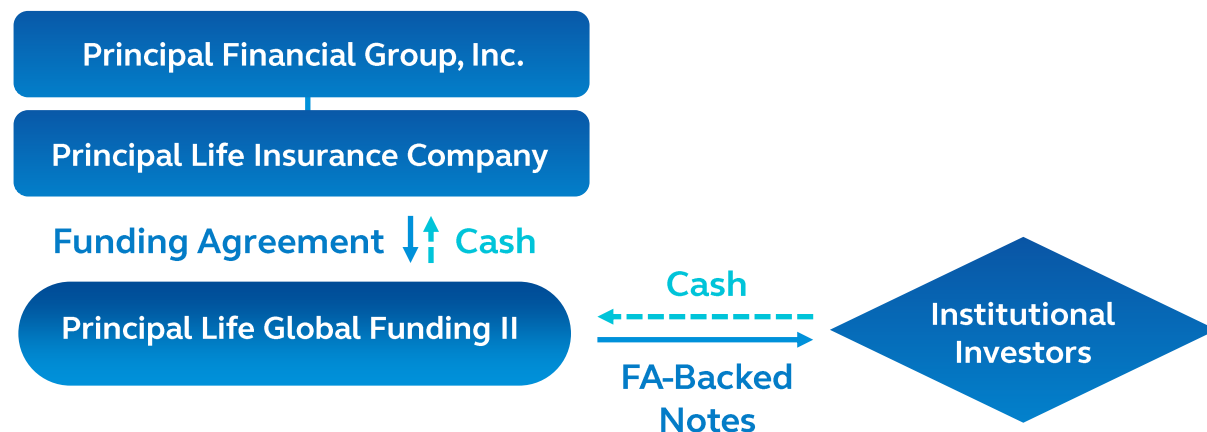 Principal Financial Group, Inc.
Principal Life Insurance Company
Funding Agreement
Cash
Principal Life Global Funding II
Cash
FA-Backed
Notes
Institutional
Investors